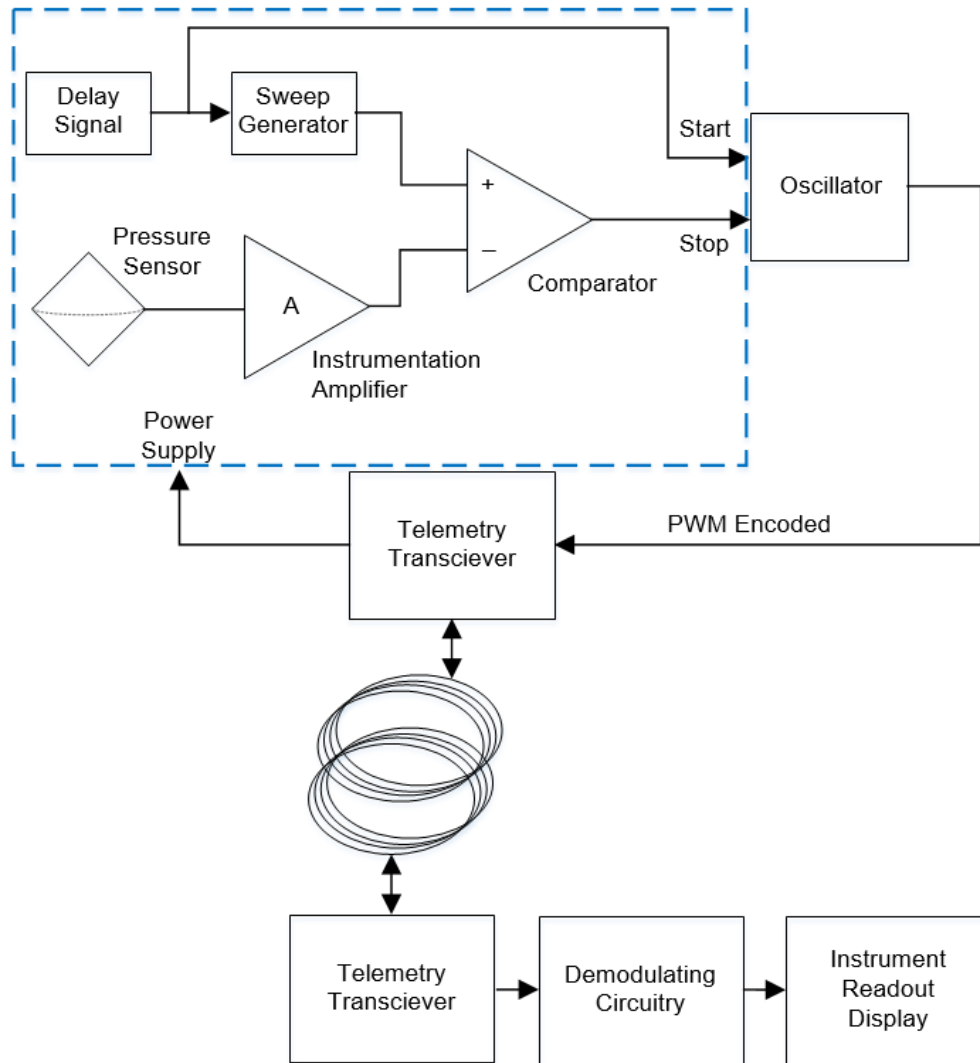 Delay
Signal
Sweep
Generator
Start
Oscillator
+
–
Stop
Comparator
Pressure
Sensor
A
Instrumentation
Amplifier
Power
Supply
Telemetry
Transciever
PWM Encoded
Telemetry
Transciever
Demodulating
Circuitry
Instrument
Readout
Display